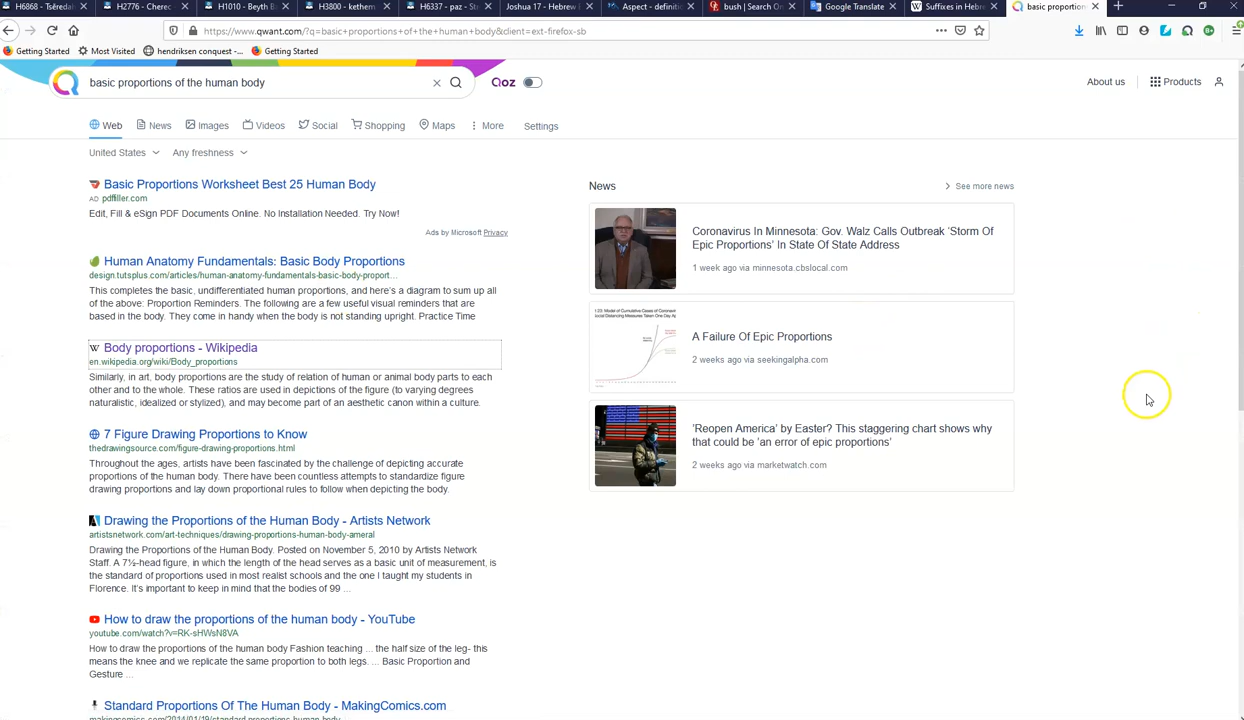 H6868 - Tsëredat
H2776 - Cherec
H1010 - Beyth B
H3800 - kethem
H6337 - paz - St
Joshua 17 - Hebrew
Aspect - definiti
bush | Search On
Google Translate
Suffixes in Hebre
basic proportion
https://www.qwant.com/?q=basic+proportions+of+the+human+body&client=ext-firefox-sb
Getting Started
Most Visited
hendriksen conquest -...
Getting Started
basic proportions of the human body
Qoz
About us
Products
Web
News
Images
Videos
Social
Shopping
Maps
More
Settings
United States
Any freshness
Basic Proportions Worksheet Best 25 Human Body
AD pdffiller.com
Edit, Fill & eSign PDF Documents Online. No Installation Needed. Try Now!
Ads by Microsoft Privacy
Human Anatomy Fundamentals: Basic Body Proportions
design.tutsplus.com/articles/human-anatomy-fundamentals-basic-body-proport...
This completes the basic, undifferentiated human proportions, and here's a diagram to sum up all
of the above: Proportion Reminders. The following are a few useful visual reminders that are
based in the body. They come in handy when the body is not standing upright. Practice Time
Body proportions - Wikipedia
en.wikipedia.org/wiki/Body_proportions
Similarly, in art, body proportions are the study of relation of human or animal body parts to each
other and to the whole. These ratios are used in depictions of the figure (to varying degrees
naturalistic, idealized or stylized), and may become part of an aesthetic canon within a culture.
7 Figure Drawing Proportions to Know
thedrawingsource.com/figure-drawing-proportions.html
Throughout the ages, artists have been fascinated by the challenge of depicting accurate
proportions of the human body. There have been countless attempts to standardize figure
drawing proportions and lay down proportional rules to follow when depicting the body.
Drawing the Proportions of the Human Body - Artists Network
artistsnetwork.com/art-techniques/drawing-proportions-human-body-ameral
Drawing the Proportions of the Human Body. Posted on November 5, 2010 by Artists Network
Staff. A 7½-head figure, in which the length of the head serves as a basic unit of measurement, is
the standard of proportions used in most realist schools and the one I taught my students in
Florence. It's important to keep in mind that the bodies of 99 ...
How to draw the proportions of the human body - YouTube
youtube.com/watch?v=RK-sHWsN8VA
How to draw the proportions of the human body Fashion teaching ... the half size of the leg- this
means the knee and we replicate the same proportion to both legs. ... Basic Proportion and
Gesture ...
Standard Proportions Of The Human Body - MakingComics.com
makingcomics.com/2014/01/19/standard-proportions-human-body
News
See more news
Coronavirus In Minnesota: Gov. Walz Calls Outbreak 'Storm Of
Epic Proportions' In State Of State Address
1 week ago via minnesota.cbslocal.com
A Failure Of Epic Proportions
2 weeks ago via seekingalpha.com
'Reopen America' by Easter? This staggering chart shows why
that could be 'an error of epic proportions'
2 weeks ago via marketwatch.com